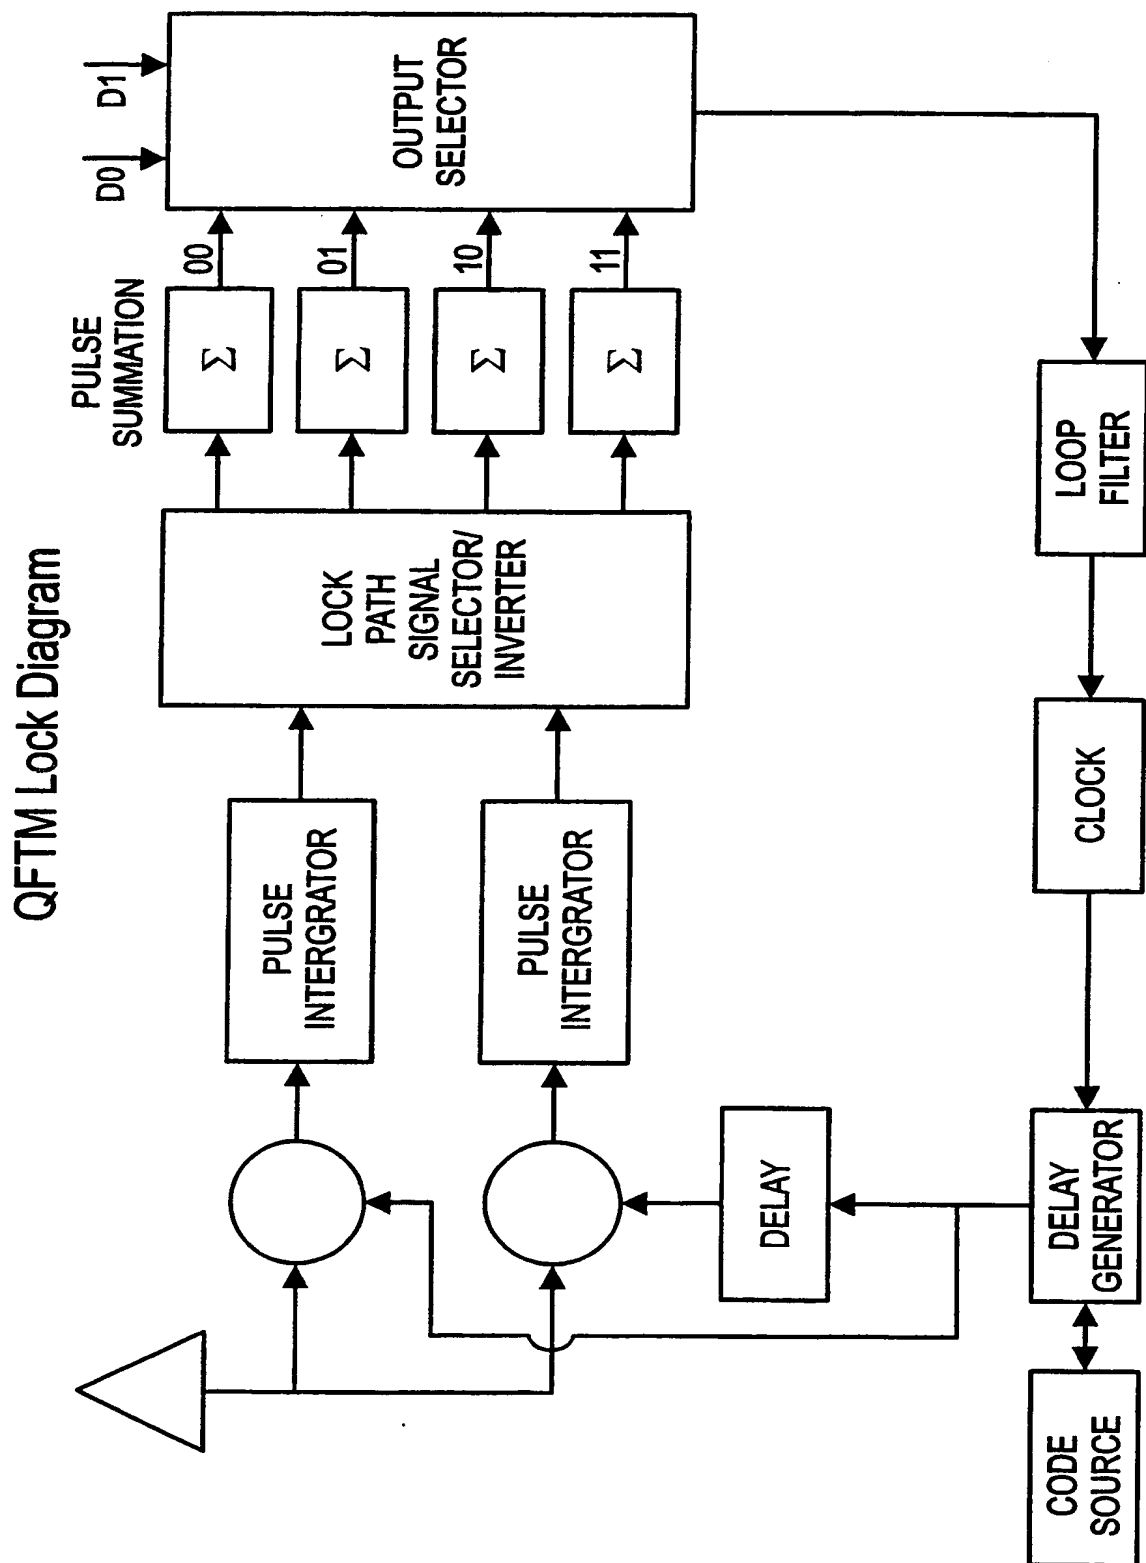 QFTM Lock Diagram
PULSE
SUMMATION
D0
D1
PULSE
INTERGRATOR
PULSE
INTERGRATOR
LOCK
PATH
SIGNAL
SELECTOR/
INVERTER
Σ
Σ
Σ
Σ
00
01
10
11
OUTPUT
SELECTOR
DELAY
CODE
SOURCE
DELAY
GENERATOR
CLOCK
LOOP
FILTER